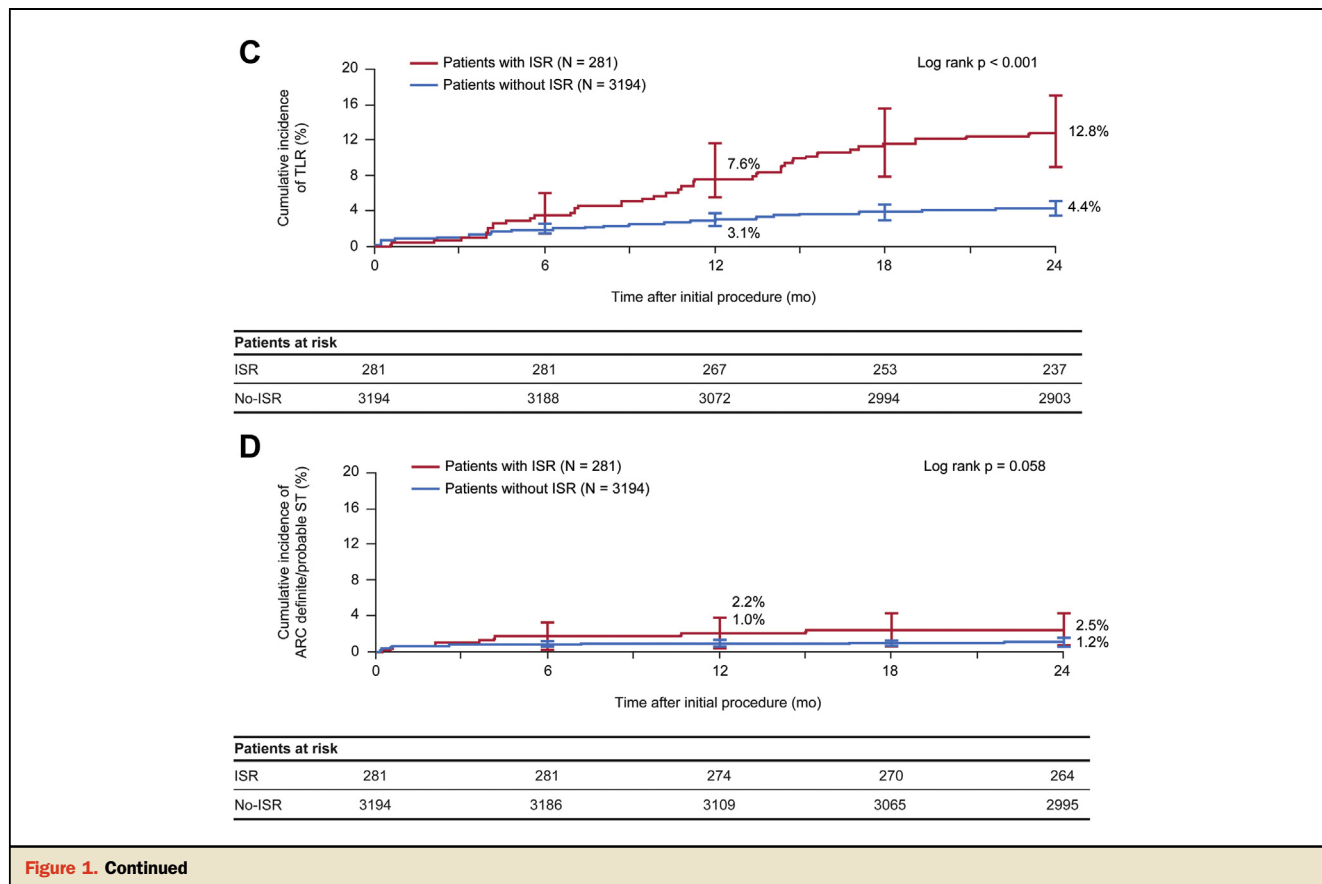 C
Patients with ISR (N = 281)
Patients without ISR (N = 3194)
Log rank p < 0.001
Cumulative incidence
of TLR (%)
20
16
12
8
4
0
7.6%
3.1%
12.8%
4.4%
0 6 12 18 24
Time after initial procedure (mo)
Patients at risk
ISR 281 281 267 253 237
No-ISR 3194 3188 3072 2994 2903
D
Patients with ISR (N = 281)
Patients without ISR (N = 3194)
Log rank p = 0.058
Cumulative incidence of
ARC definite/probable ST (%)
20
16
12
8
4
0
2.2%
1.0%
2.5%
1.2%
0 6 12 18 24
Time after initial procedure (mo)
Patients at risk
ISR 281 281 274 270 264
No-ISR 3194 3186 3109 3065 2995
Figure 1. Continued